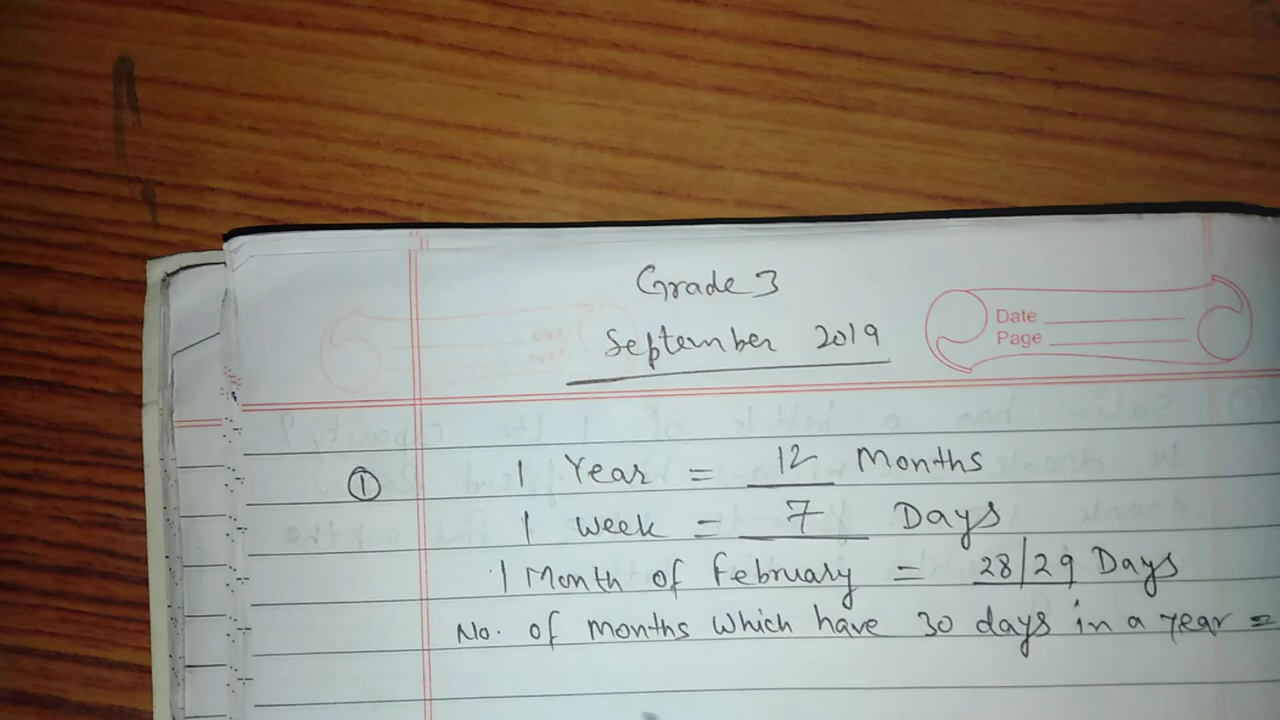 Grade 3
September 2019
Date
Page
① 1 Year = 12 Months
1 Week = 7 Days
1 Month of February = 28/29 Days
No. of months which have 30 days in a year =